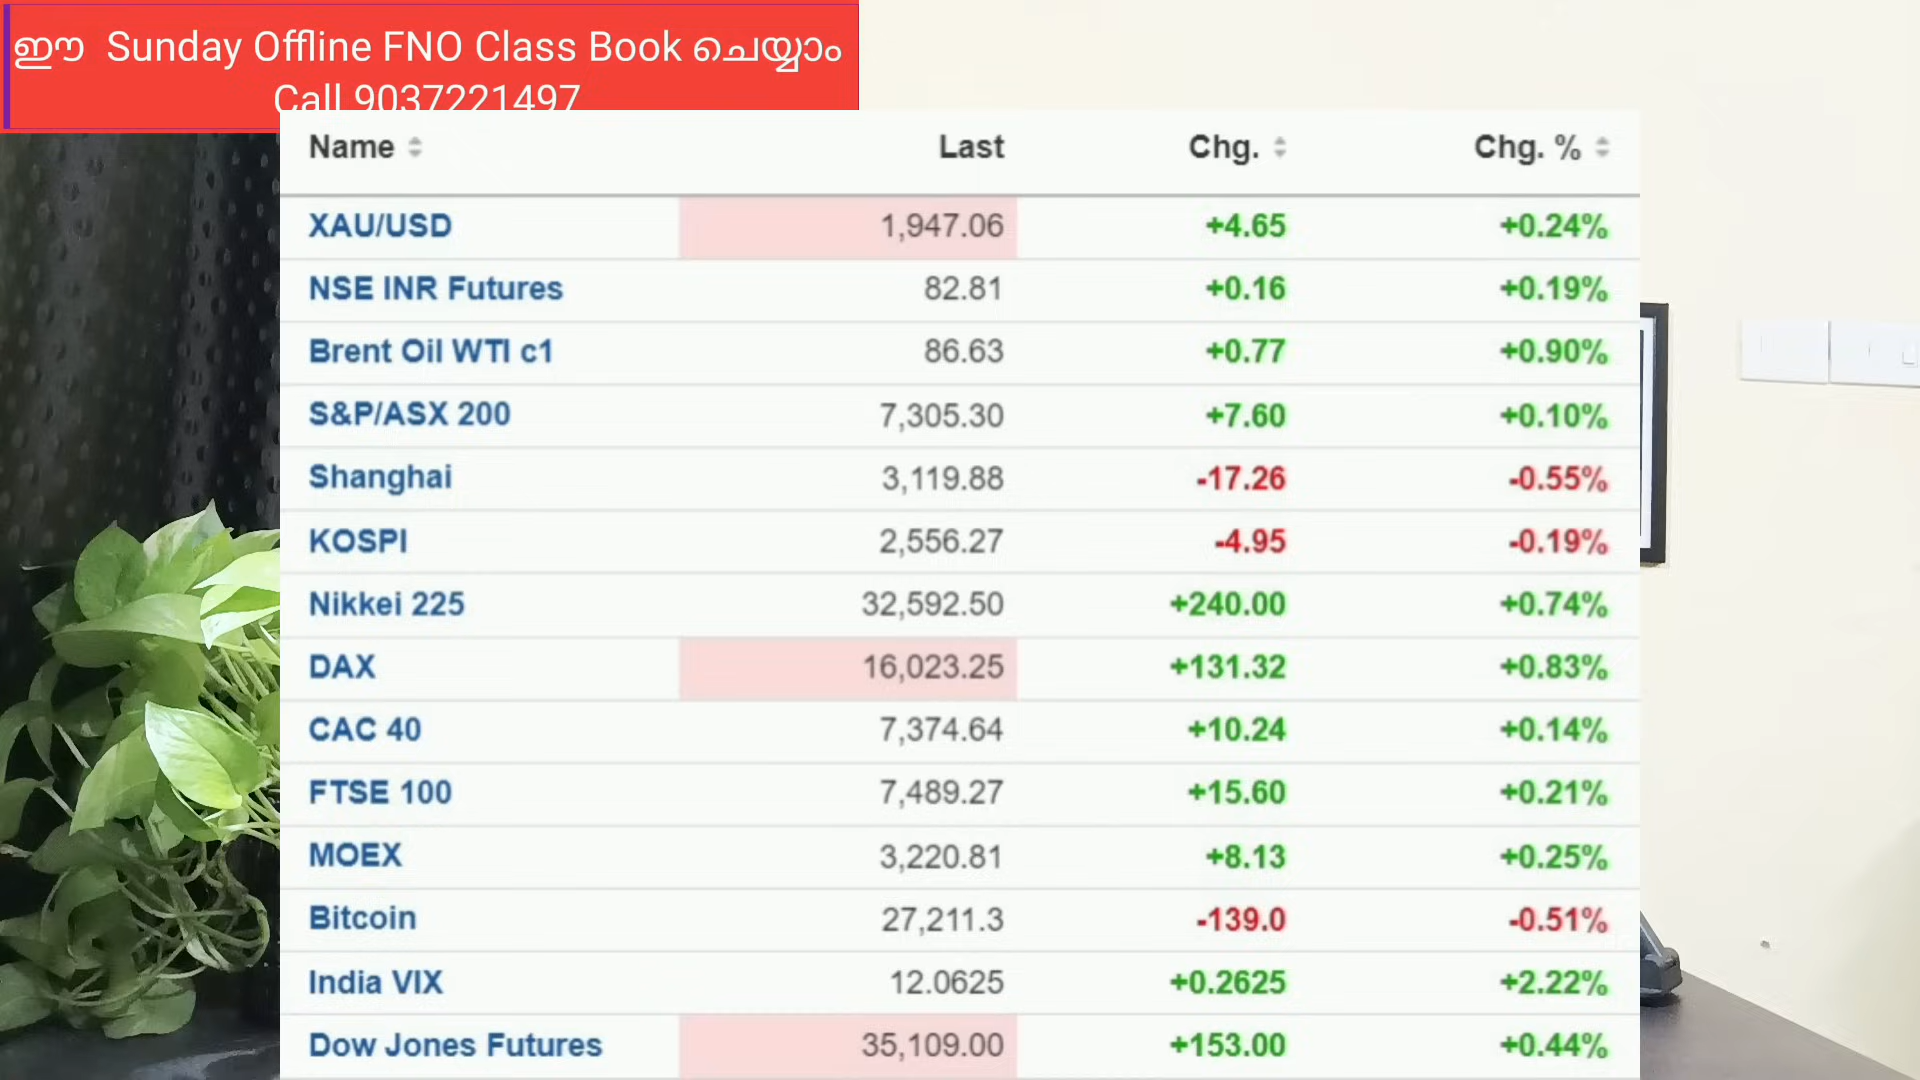 ഈ Sunday Offline FNO Class Book ചെയ്യാം
Call 9037221497
Name Last Chg. Chg. %
XAU/USD 1,947.06 +4.65 +0.24%
NSE INR Futures 82.81 +0.16 +0.19%
Brent Oil WTI c1 86.63 +0.77 +0.90%
S&P/ASX 200 7,305.30 +7.60 +0.10%
Shanghai 3,119.88 -17.26 -0.55%
KOSPI 2,556.27 -4.95 -0.19%
Nikkei 225 32,592.50 +240.00 +0.74%
DAX 16,023.25 +131.32 +0.83%
CAC 40 7,374.64 +10.24 +0.14%
FTSE 100 7,489.27 +15.60 +0.21%
MOEX 3,220.81 +8.13 +0.25%
Bitcoin 27,211.3 -139.0 -0.51%
India VIX 12.0625 +0.2625 +2.22%
Dow Jones Futures 35,109.00 +153.00 +0.44%